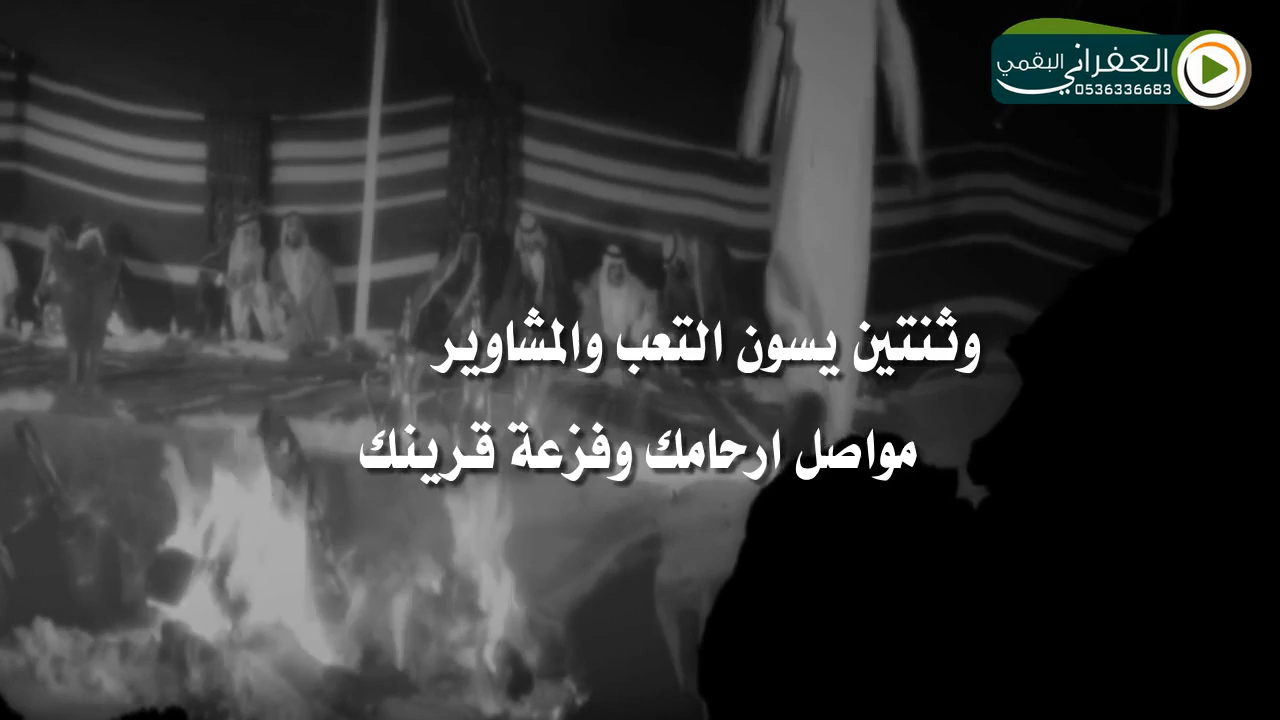 العفراني البقمي
0536336683
وثنتين يسون التعب والمشاوير
مواصل ارحامك وفزعة قرينك